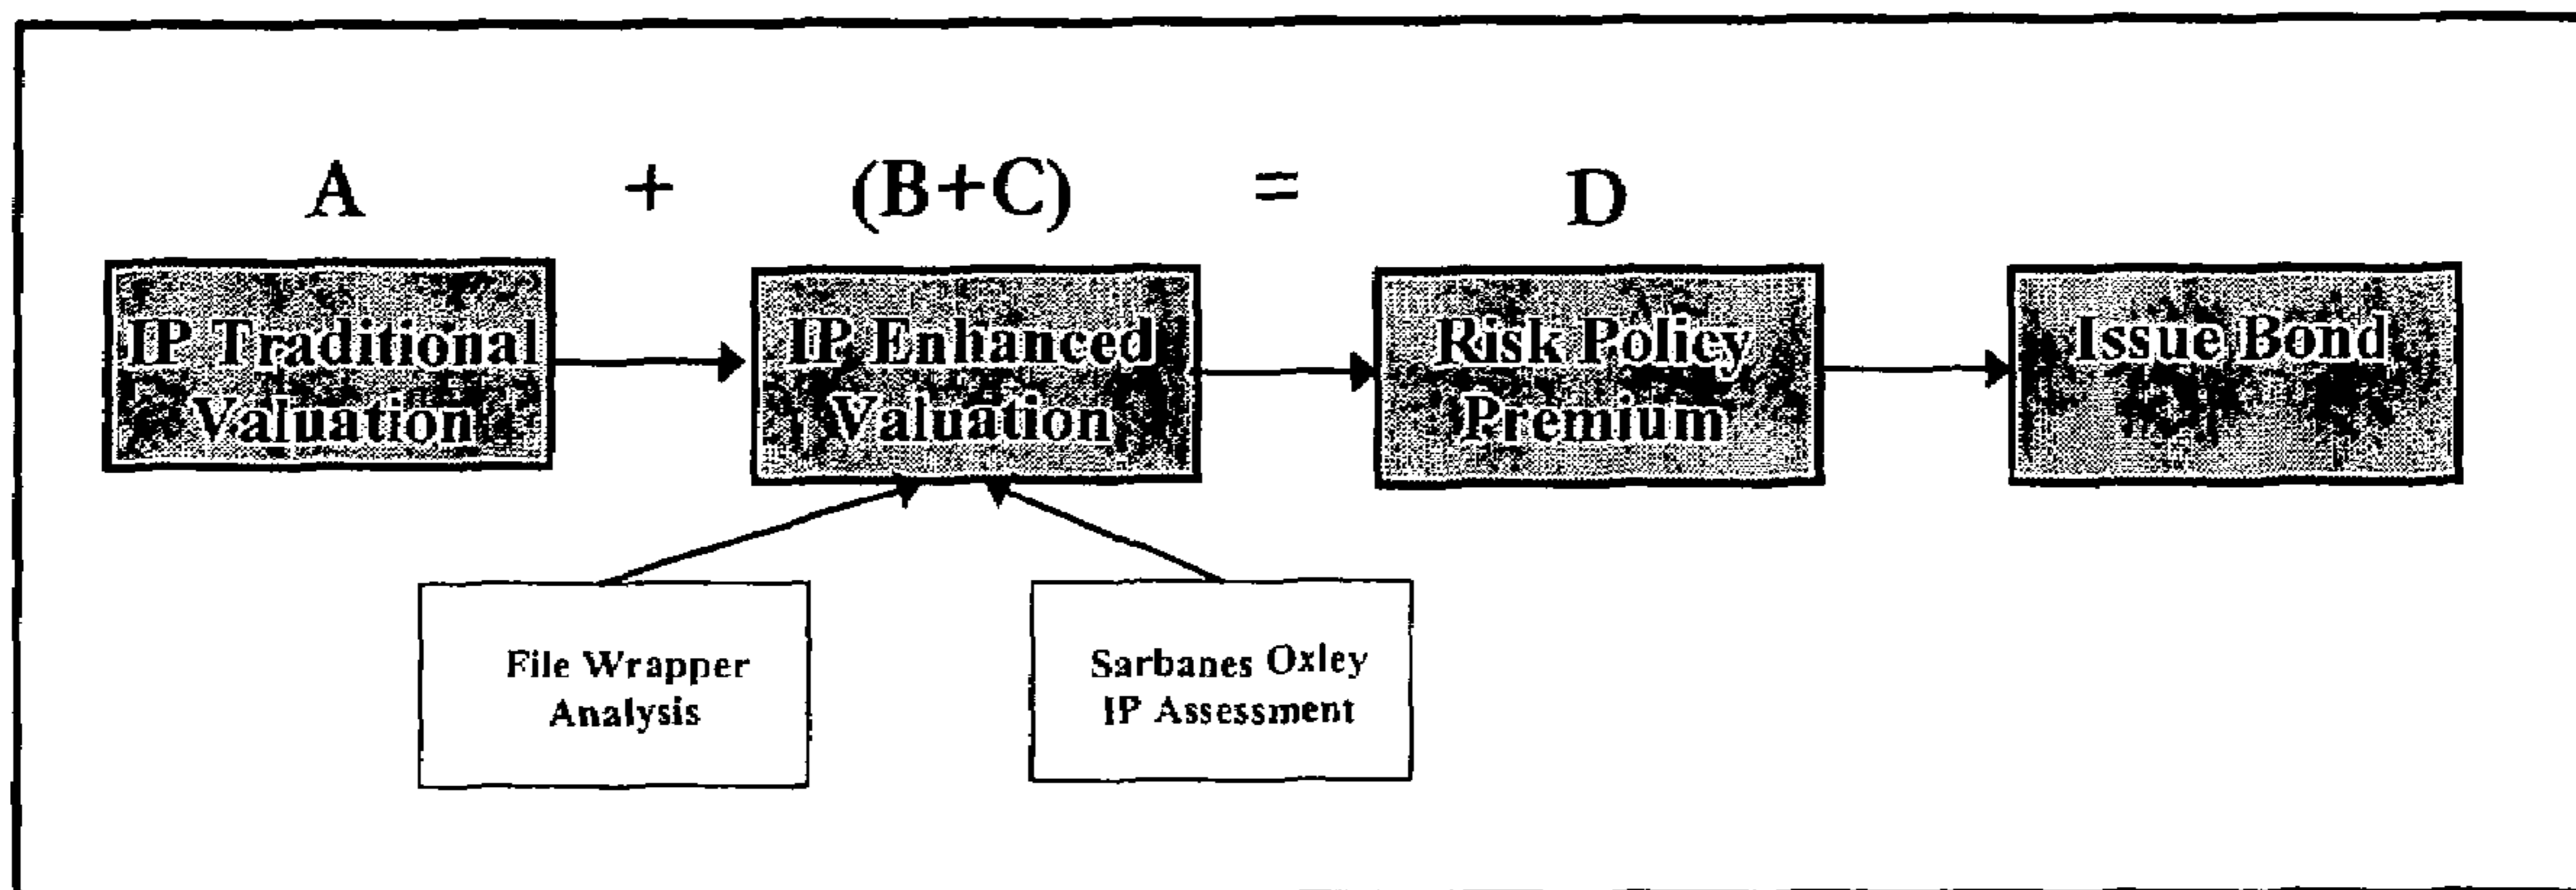 A + (B+C) = D
IP Traditional
Valuation
IP Enhanced
Valuation
Risk Policy
Premium
Issue Bond
File Wrapper
Analysis
Sarbanes Oxley
IP Assessment